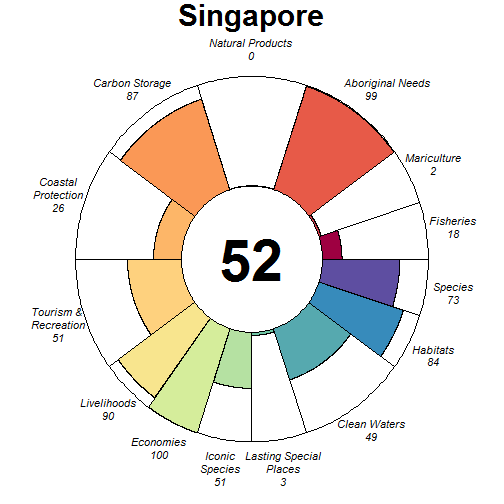 Singapore
Natural Products
0
Aboriginal Needs
99
Mariculture
2
Fisheries
18
Species
73
Habitats
84
Clean Waters
49
Lasting Special
Places
3
Iconic
Species
51
Economies
100
Livelihoods
90
Tourism &
Recreation
51
Coastal
Protection
26
Carbon Storage
87
52